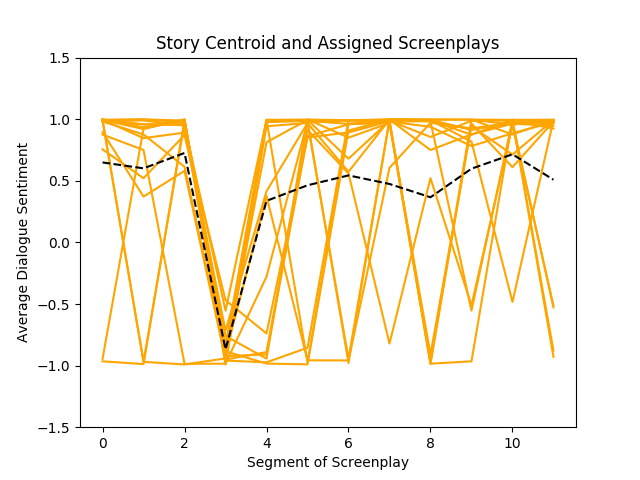 Story Centroid and Assigned Screenplays
1.5
1.0
0.5
0.0
−0.5
−1.0
−1.5
Average Dialogue Sentiment
0 2 4 6 8 10
Segment of Screenplay